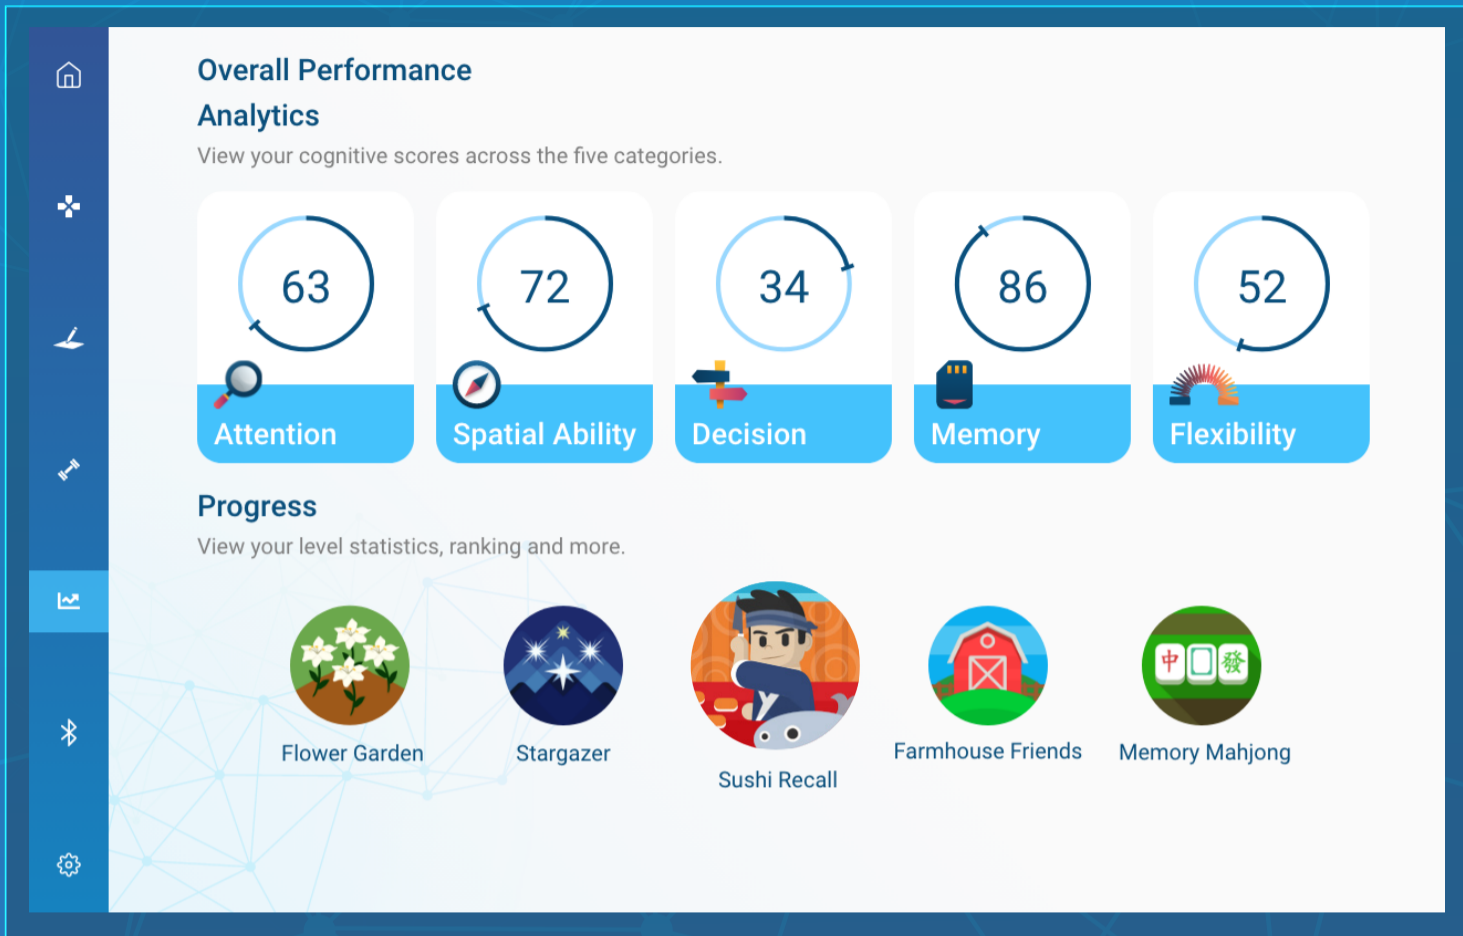 Overall Performance
Analytics
View your cognitive scores across the five categories.
63
72
34
86
52
Attention
Spatial Ability
Decision
Memory
Flexibility
Progress
View your level statistics, ranking and more.
中
發
Flower Garden
Stargazer
Sushi Recall
Farmhouse Friends
Memory Mahjong